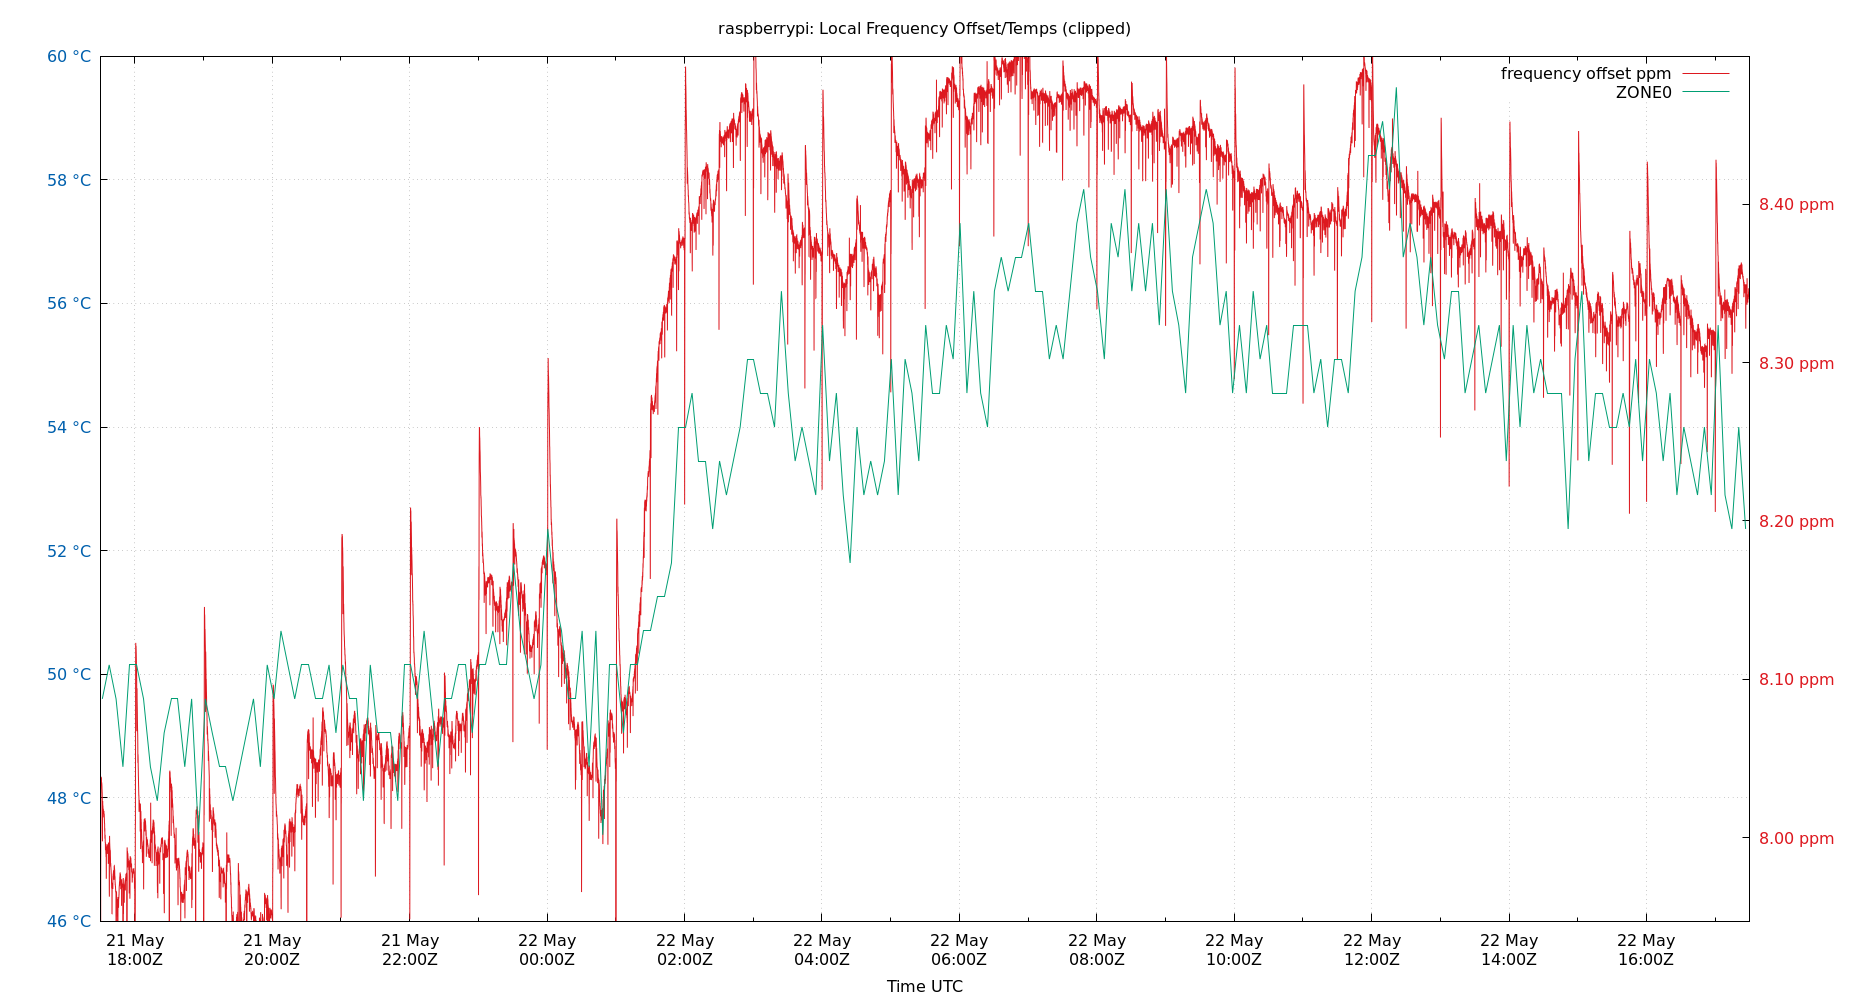 raspberrypi: Local Frequency Offset/Temps (clipped)
60 °C
58 °C
56 °C
54 °C
52 °C
50 °C
48 °C
46 °C
frequency offset ppm
ZONE0
8.40 ppm
8.30 ppm
8.20 ppm
8.10 ppm
8.00 ppm
21 May
18:00Z
21 May
20:00Z
21 May
22:00Z
22 May
00:00Z
22 May
02:00Z
22 May
04:00Z
22 May
06:00Z
22 May
08:00Z
22 May
10:00Z
22 May
12:00Z
22 May
14:00Z
22 May
16:00Z
Time UTC